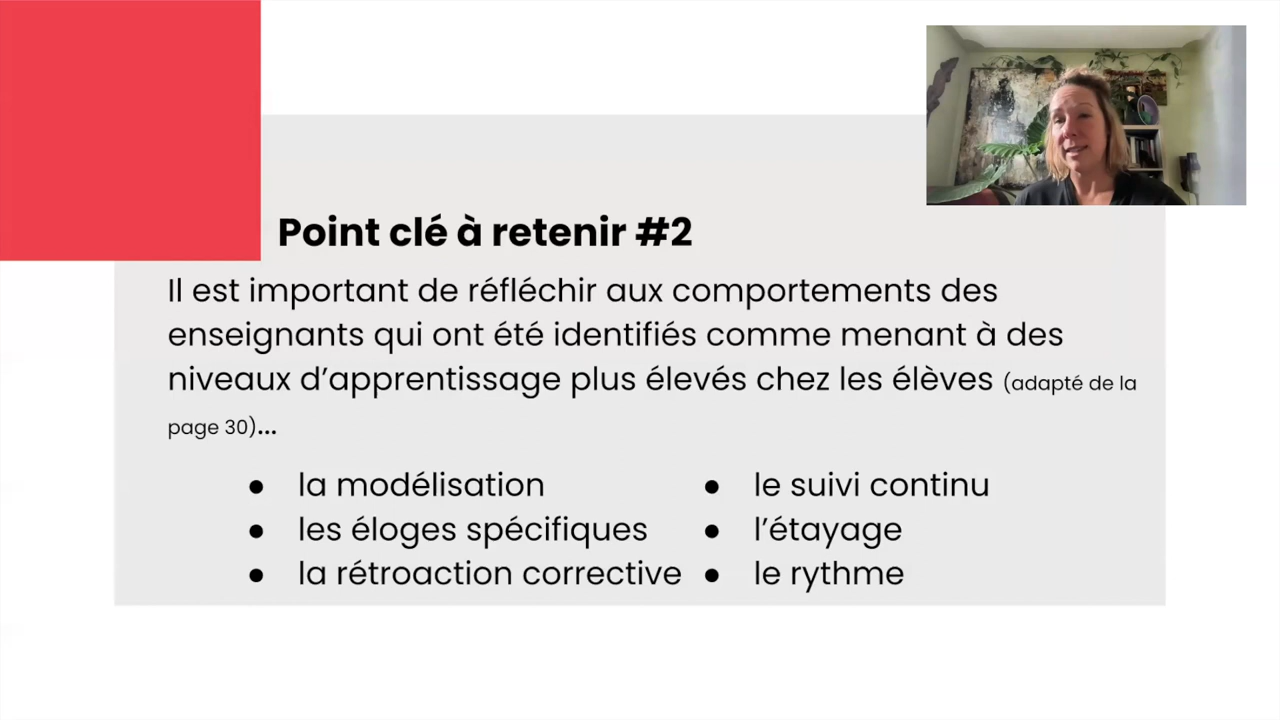 Point clé à retenir #2
Il est important de réfléchir aux comportements des
enseignants qui ont été identifiés comme menant à des
niveaux d’apprentissage plus élevés chez les élèves (adapté de la
page 30)...
● la modélisation
● les éloges spécifiques
● la rétroaction corrective
● le suivi continu
● l’étayage
● le rythme